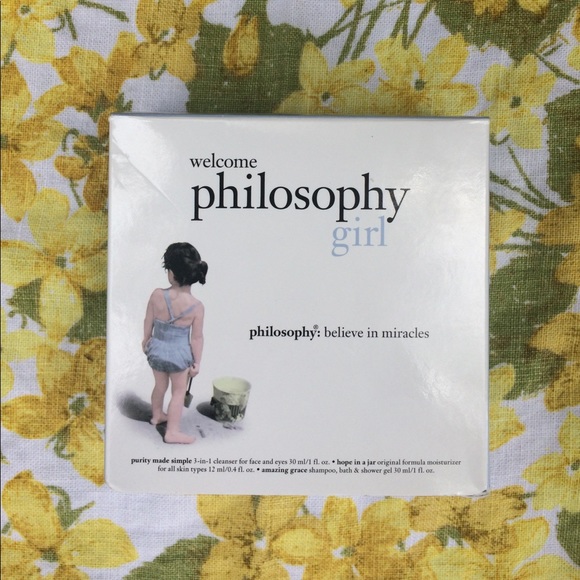 welcome
philosophy
girl
philosophy®: believe in miracles
purity made simple 3-in-1 cleanser for face and eyes 30 ml/1 fl. oz. • hope in a jar original formula moisturizer
for all skin types 12 ml/0.4 fl. oz. • amazing grace shampoo, bath & shower gel 30 ml/1 fl. oz.